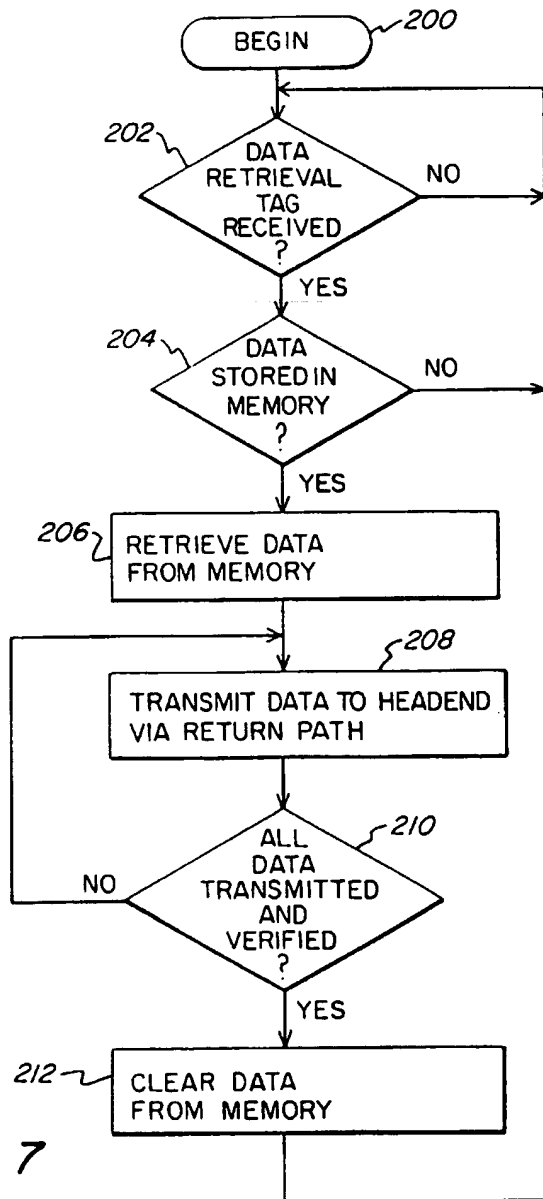 BEGIN
200
202
DATA
RETRIEVAL
TAG
RECEIVED
?
NO
YES
204
DATA
STORED IN
MEMORY
?
NO
YES
206
RETRIEVE DATA
FROM MEMORY
208
TRANSMIT DATA TO HEADEND
VIA RETURN PATH
210
ALL
DATA
TRANSMITTED
AND
VERIFIED
?
NO
YES
212
CLEAR DATA
FROM MEMORY
7